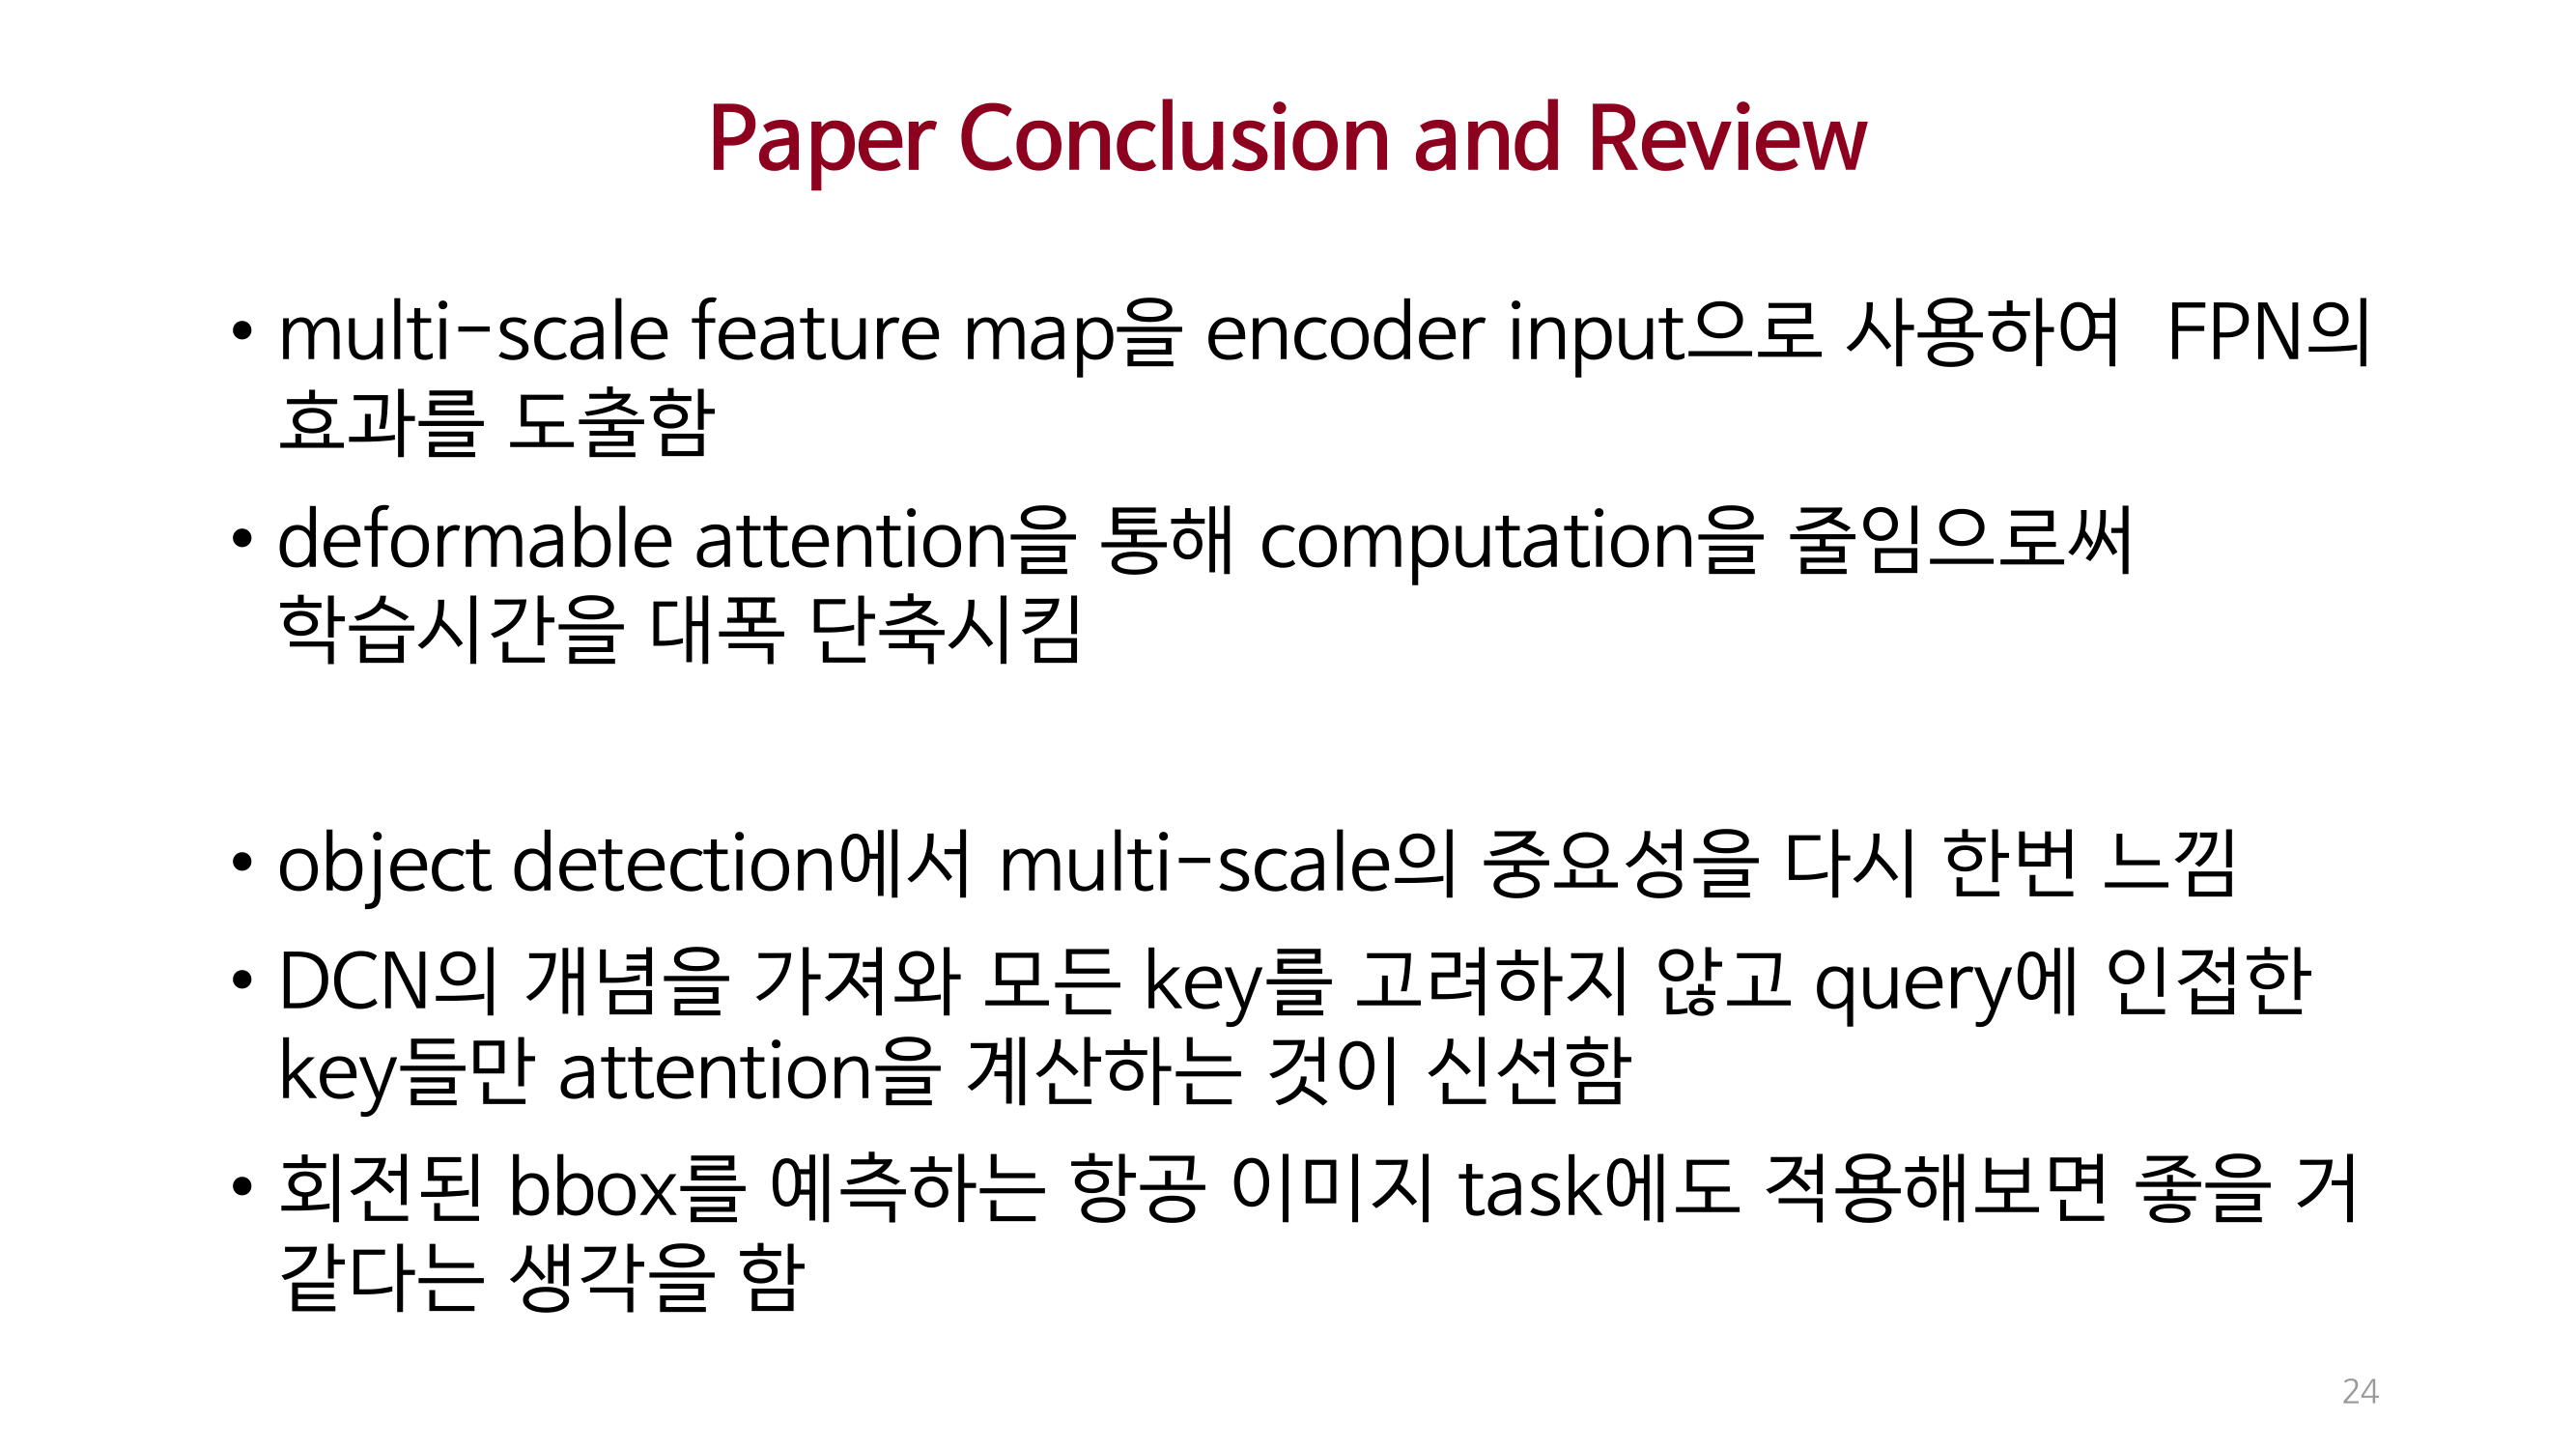 Paper Conclusion and Review
• multi-scale feature map을 encoder input으로 사용하여  FPN의
효과를 도출함
• deformable attention을 통해 computation을 줄임으로써
학습시간을 대폭 단축시킴
• object detection에서 multi-scale의 중요성을 다시 한번 느낌
• DCN의 개념을 가져와 모든 key를 고려하지 않고 query에 인접한
key들만 attention을 계산하는 것이 신선함
• 회전된 bbox를 예측하는 항공 이미지 task에도 적용해보면 좋을 거
같다는 생각을 함
24